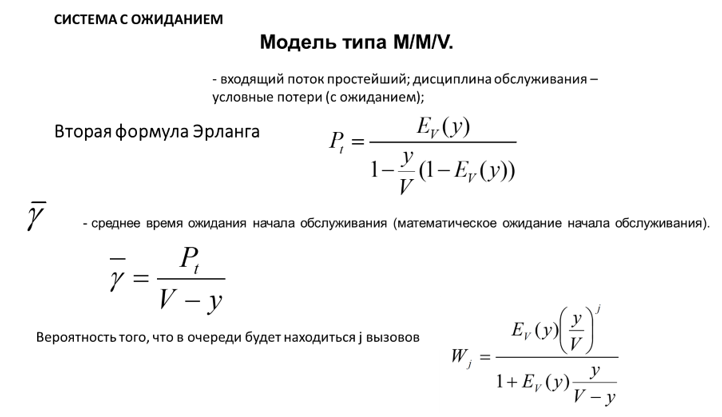 СИСТЕМА С ОЖИДАНИЕМ
Модель типа M/M/V.
- входящий поток простейший; дисциплина обслуживания –
условные потери (с ожиданием);
Вторая формула Эрланга
P_t = \frac{E_V(y)}{1-\frac{y}{V}(1-E_V(y))}
\overline{\gamma} - среднее время ожидания начала обслуживания (математическое ожидание начала обслуживания).
\overline{\gamma} = \frac{P_t}{V-y}
Вероятность того, что в очереди будет находиться j вызовов
W_j = \frac{E_V(y)\left(\frac{y}{V}\right)^j}{1+E_V(y)\frac{y}{V-y}}